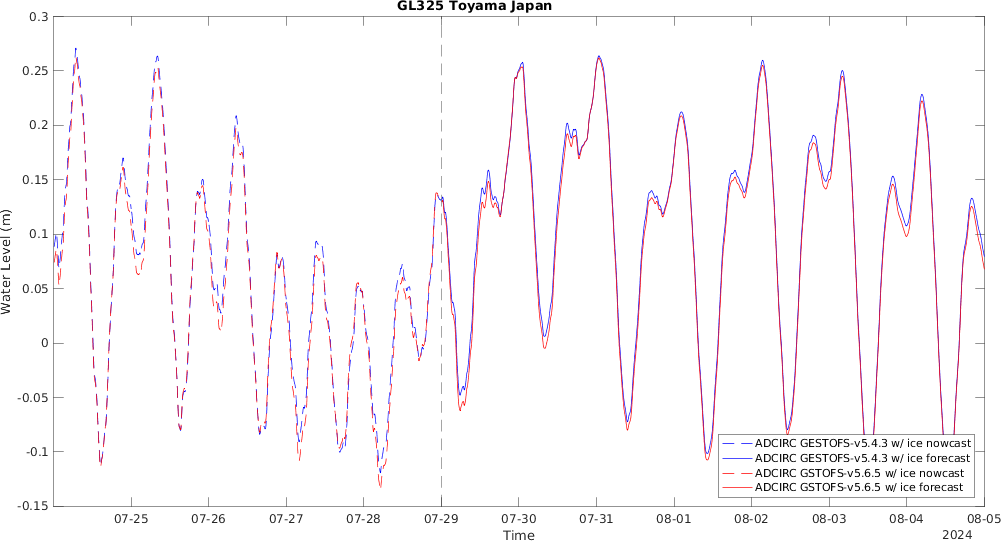 GL325 Toyama Japan
0.3
0.25
0.2
0.15
0.1
0.05
0
-0.05
-0.1
-0.15
Water Level (m)
ADCIRC GESTOFS-v5.4.3 w/ ice nowcast
ADCIRC GESTOFS-v5.4.3 w/ ice forecast
ADCIRC GSTOFS-v5.6.5 w/ ice nowcast
ADCIRC GSTOFS-v5.6.5 w/ ice forecast
07-25 07-26 07-27 07-28 07-29 07-30 07-31 08-01 08-02 08-03 08-04 08-05
Time
2024